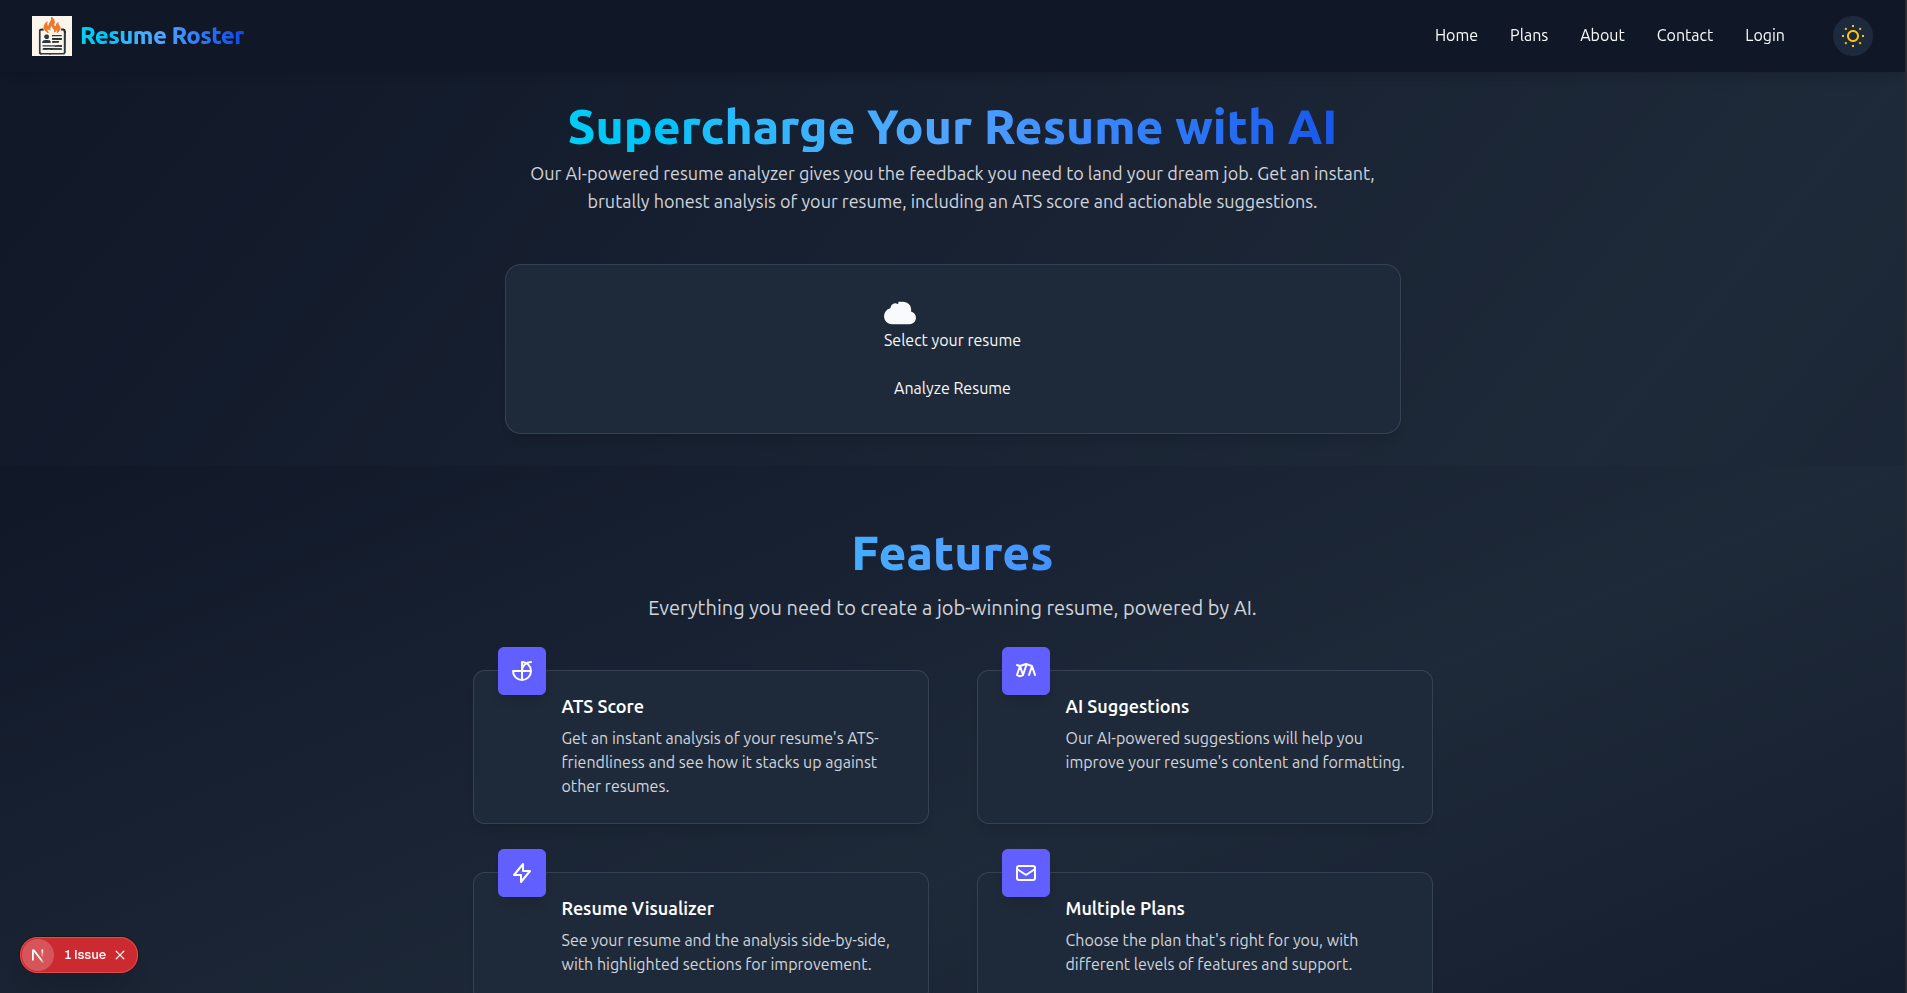 Resume Roster
Home
Plans
About
Contact
Login
Supercharge Your Resume with AI
Our AI-powered resume analyzer gives you the feedback you need to land your dream job. Get an instant,
brutally honest analysis of your resume, including an ATS score and actionable suggestions.
Select your resume
Analyze Resume
Features
Everything you need to create a job-winning resume, powered by AI.
ATS Score
Get an instant analysis of your resume's ATS-
friendliness and see how it stacks up against
other resumes.
AI Suggestions
Our AI-powered suggestions will help you
improve your resume's content and formatting.
Resume Visualizer
See your resume and the analysis side-by-side,
with highlighted sections for improvement.
Multiple Plans
Choose the plan that's right for you, with
different levels of features and support.
N 1 Issue